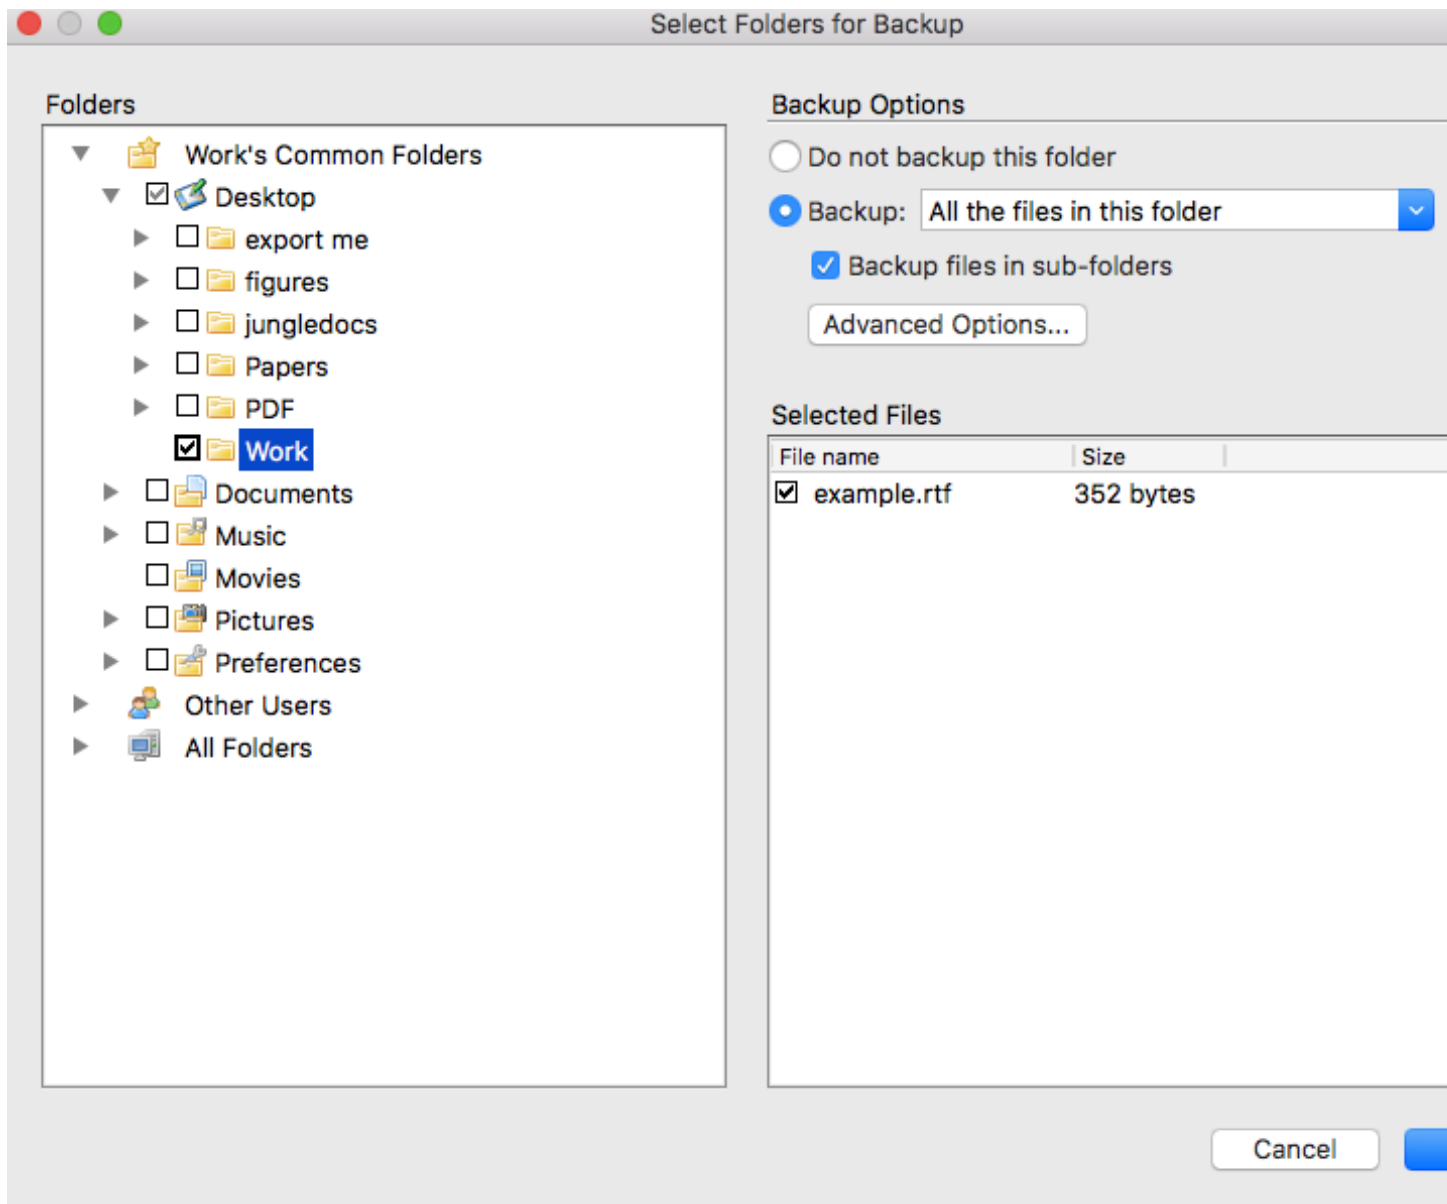 Select Folders for Backup
Folders
Work's Common Folders
Desktop
export me
figures
jungledocs
Papers
PDF
Work
Documents
Music
Movies
Pictures
Preferences
Other Users
All Folders
Backup Options
Do not backup this folder
Backup: All the files in this folder
Backup files in sub-folders
Advanced Options...
Selected Files
File name Size
example.rtf 352 bytes
Cancel